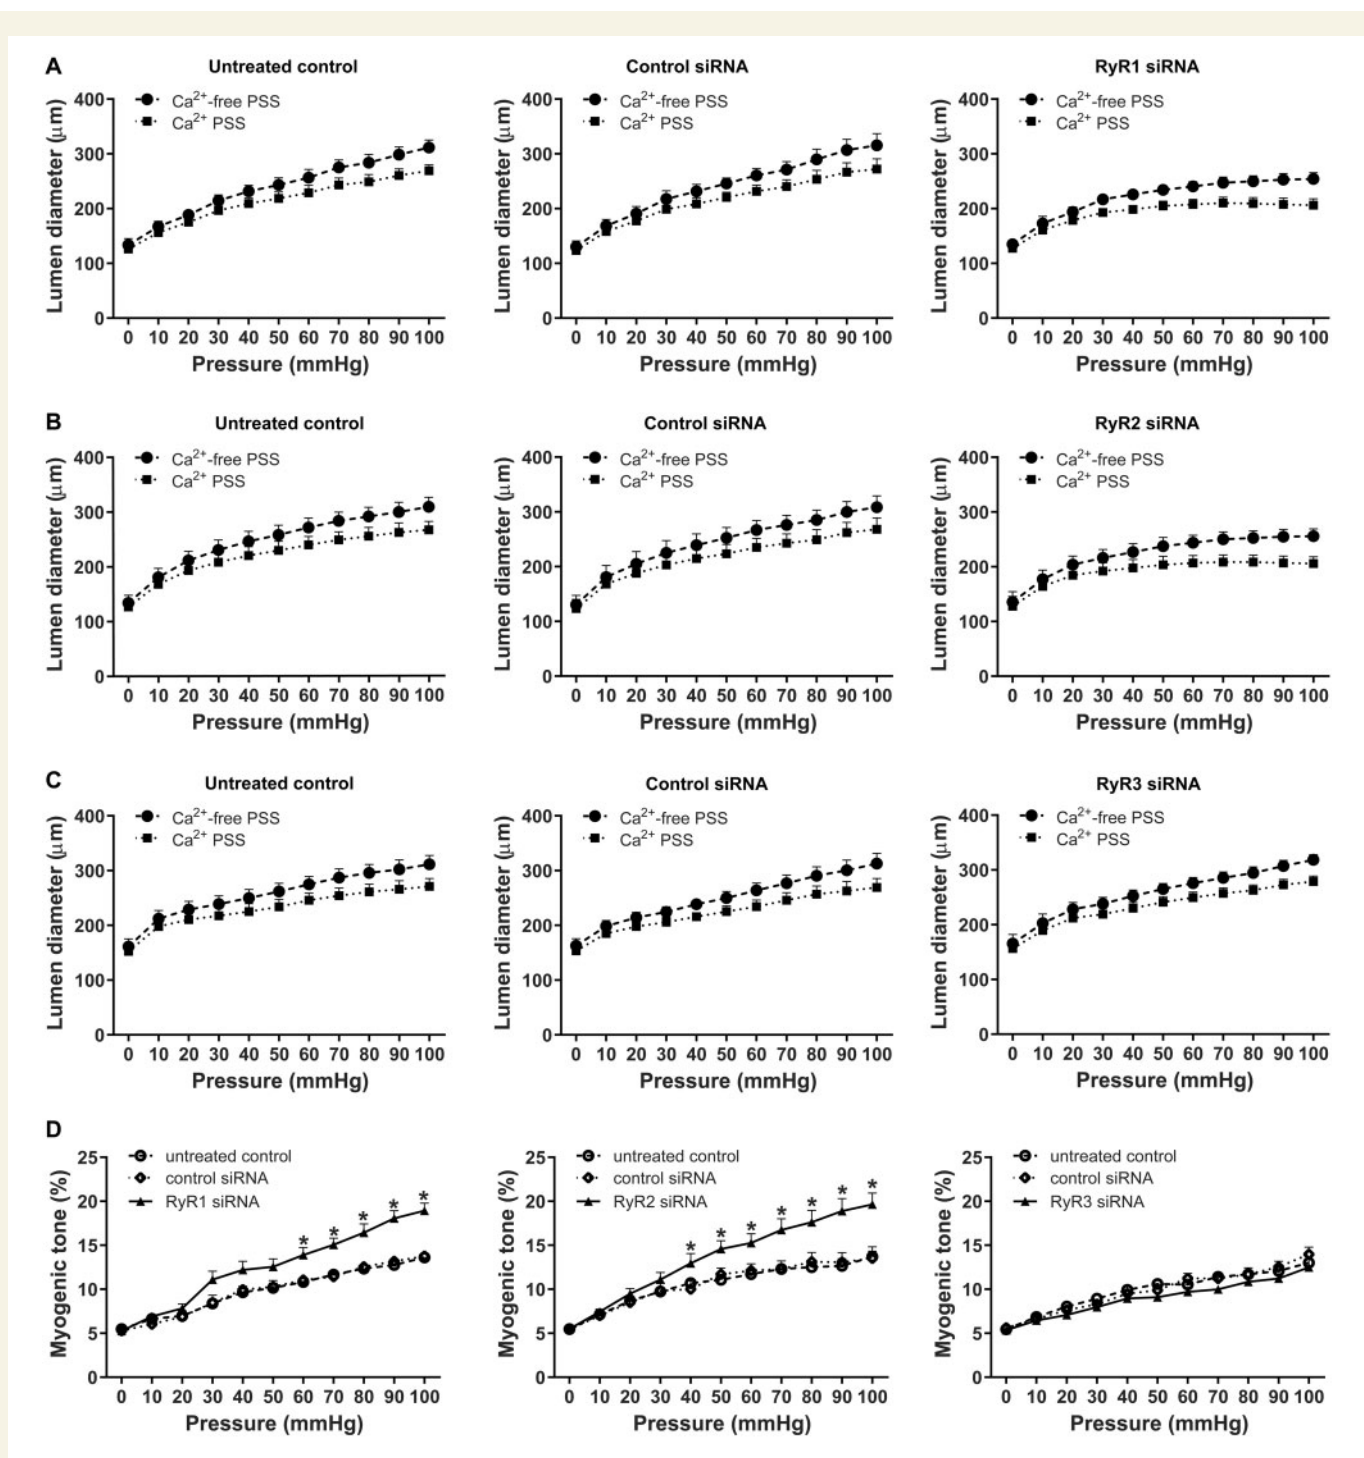 A
Untreated control
Control siRNA
RyR1 siRNA
Lumen diameter (μm)
400
300
200
100
0
Ca²⁺-free PSS
Ca²⁺ PSS
0 10 20 30 40 50 60 70 80 90 100
Pressure (mmHg)
Lumen diameter (μm)
400
300
200
100
0
Ca²⁺-free PSS
Ca²⁺ PSS
0 10 20 30 40 50 60 70 80 90 100
Pressure (mmHg)
Lumen diameter (μm)
400
300
200
100
0
Ca²⁺-free PSS
Ca²⁺ PSS
0 10 20 30 40 50 60 70 80 90 100
Pressure (mmHg)
B
Untreated control
Control siRNA
RyR2 siRNA
Lumen diameter (μm)
400
300
200
100
0
Ca²⁺-free PSS
Ca²⁺ PSS
0 10 20 30 40 50 60 70 80 90 100
Pressure (mmHg)
Lumen diameter (μm)
400
300
200
100
0
Ca²⁺-free PSS
Ca²⁺ PSS
0 10 20 30 40 50 60 70 80 90 100
Pressure (mmHg)
Lumen diameter (μm)
400
300
200
100
0
Ca²⁺-free PSS
Ca²⁺ PSS
0 10 20 30 40 50 60 70 80 90 100
Pressure (mmHg)
C
Untreated control
Control siRNA
RyR3 siRNA
Lumen diameter (μm)
400
300
200
100
0
Ca²⁺-free PSS
Ca²⁺ PSS
0 10 20 30 40 50 60 70 80 90 100
Pressure (mmHg)
Lumen diameter (μm)
400
300
200
100
0
Ca²⁺-free PSS
Ca²⁺ PSS
0 10 20 30 40 50 60 70 80 90 100
Pressure (mmHg)
Lumen diameter (μm)
400
300
200
100
0
Ca²⁺-free PSS
Ca²⁺ PSS
0 10 20 30 40 50 60 70 80 90 100
Pressure (mmHg)
D
Myogenic tone (%)
25
20
15
10
5
0
untreated control
control siRNA
RyR1 siRNA
* * * * *
0 10 20 30 40 50 60 70 80 90 100
Pressure (mmHg)
Myogenic tone (%)
25
20
15
10
5
0
untreated control
control siRNA
RyR2 siRNA
* * * * * * *
0 10 20 30 40 50 60 70 80 90 100
Pressure (mmHg)
Myogenic tone (%)
25
20
15
10
5
0
untreated control
control siRNA
RyR3 siRNA
0 10 20 30 40 50 60 70 80 90 100
Pressure (mmHg)